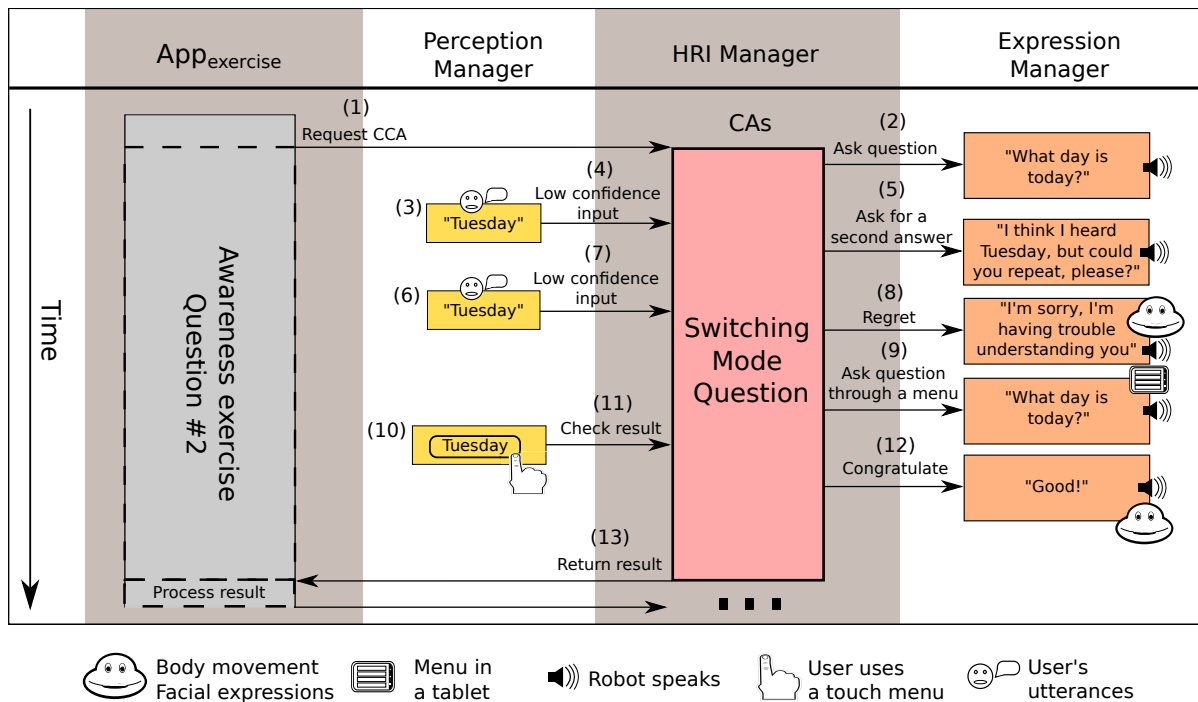 App exercise
Perception
Manager
HRI Manager
Expression
Manager
Time
Awareness exercise
Question #2
Process result
(1)
Request CCA
CAs
Switching
Mode
Question
(2)
Ask question
"What day is
today?"
(3)
"Tuesday"
(4)
Low confidence
input
(5)
Ask for a
second answer
"I think I heard
Tuesday, but could
you repeat, please?"
(6)
"Tuesday"
(7)
Low confidence
input
(8)
Regret
"I'm sorry, I'm
having trouble
understanding you"
(9)
Ask question
through a menu
"What day is
today?"
(10)
Tuesday
(11)
Check result
(12)
Congratulate
"Good!"
(13)
Return result
Body movement
Facial expressions
Menu in
a tablet
Robot speaks
User uses
a touch menu
User's
utterances